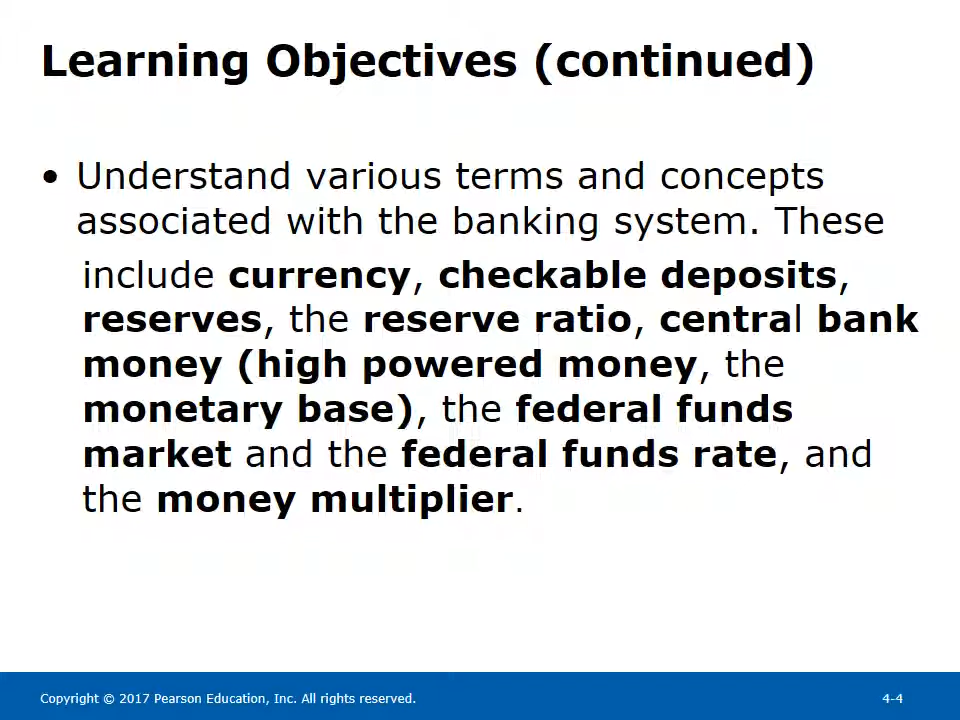 Learning Objectives (continued)
• Understand various terms and concepts
associated with the banking system. These
include currency, checkable deposits,
reserves, the reserve ratio, central bank
money (high powered money, the
monetary base), the federal funds
market and the federal funds rate, and
the money multiplier.
Copyright © 2017 Pearson Education, Inc. All rights reserved.
4-4